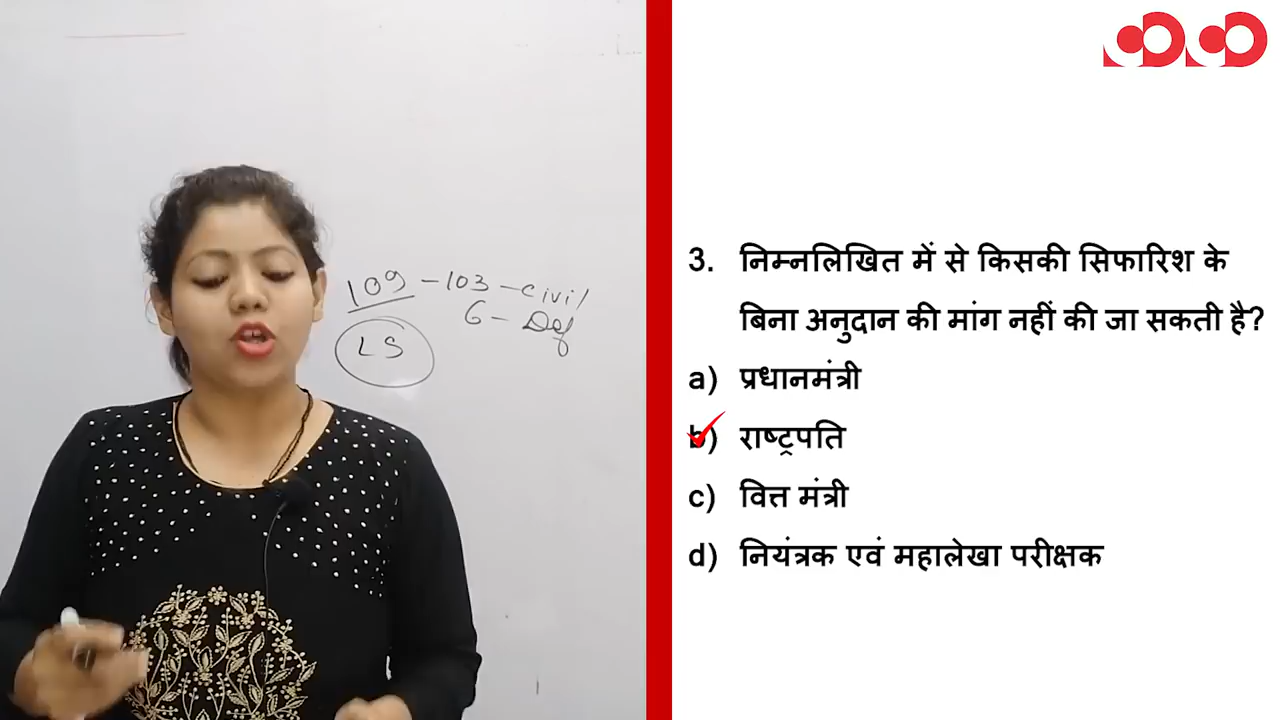 109 - 103 - civil
6 - Def
LS
3. निम्नलिखित में से किसकी सिफारिश के
बिना अनुदान की मांग नहीं की जा सकती है?
a) प्रधानमंत्री
b) राष्ट्रपति
c) वित्त मंत्री
d) नियंत्रक एवं महालेखा परीक्षक